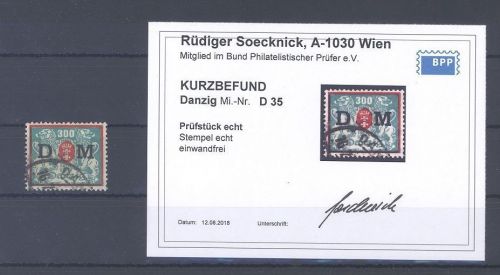 Rüdiger Soecknick, A-1030 Wien
Mitglied im Bund Philatelistischer Prüfer e.V.
BPP
KURZBEFUND
Danzig Mi.-Nr. D 35
Prüfstück echt
Stempel echt
einwandfrei
300
D M
300
D M
Datum: 12.06.2018 Unterschrift: